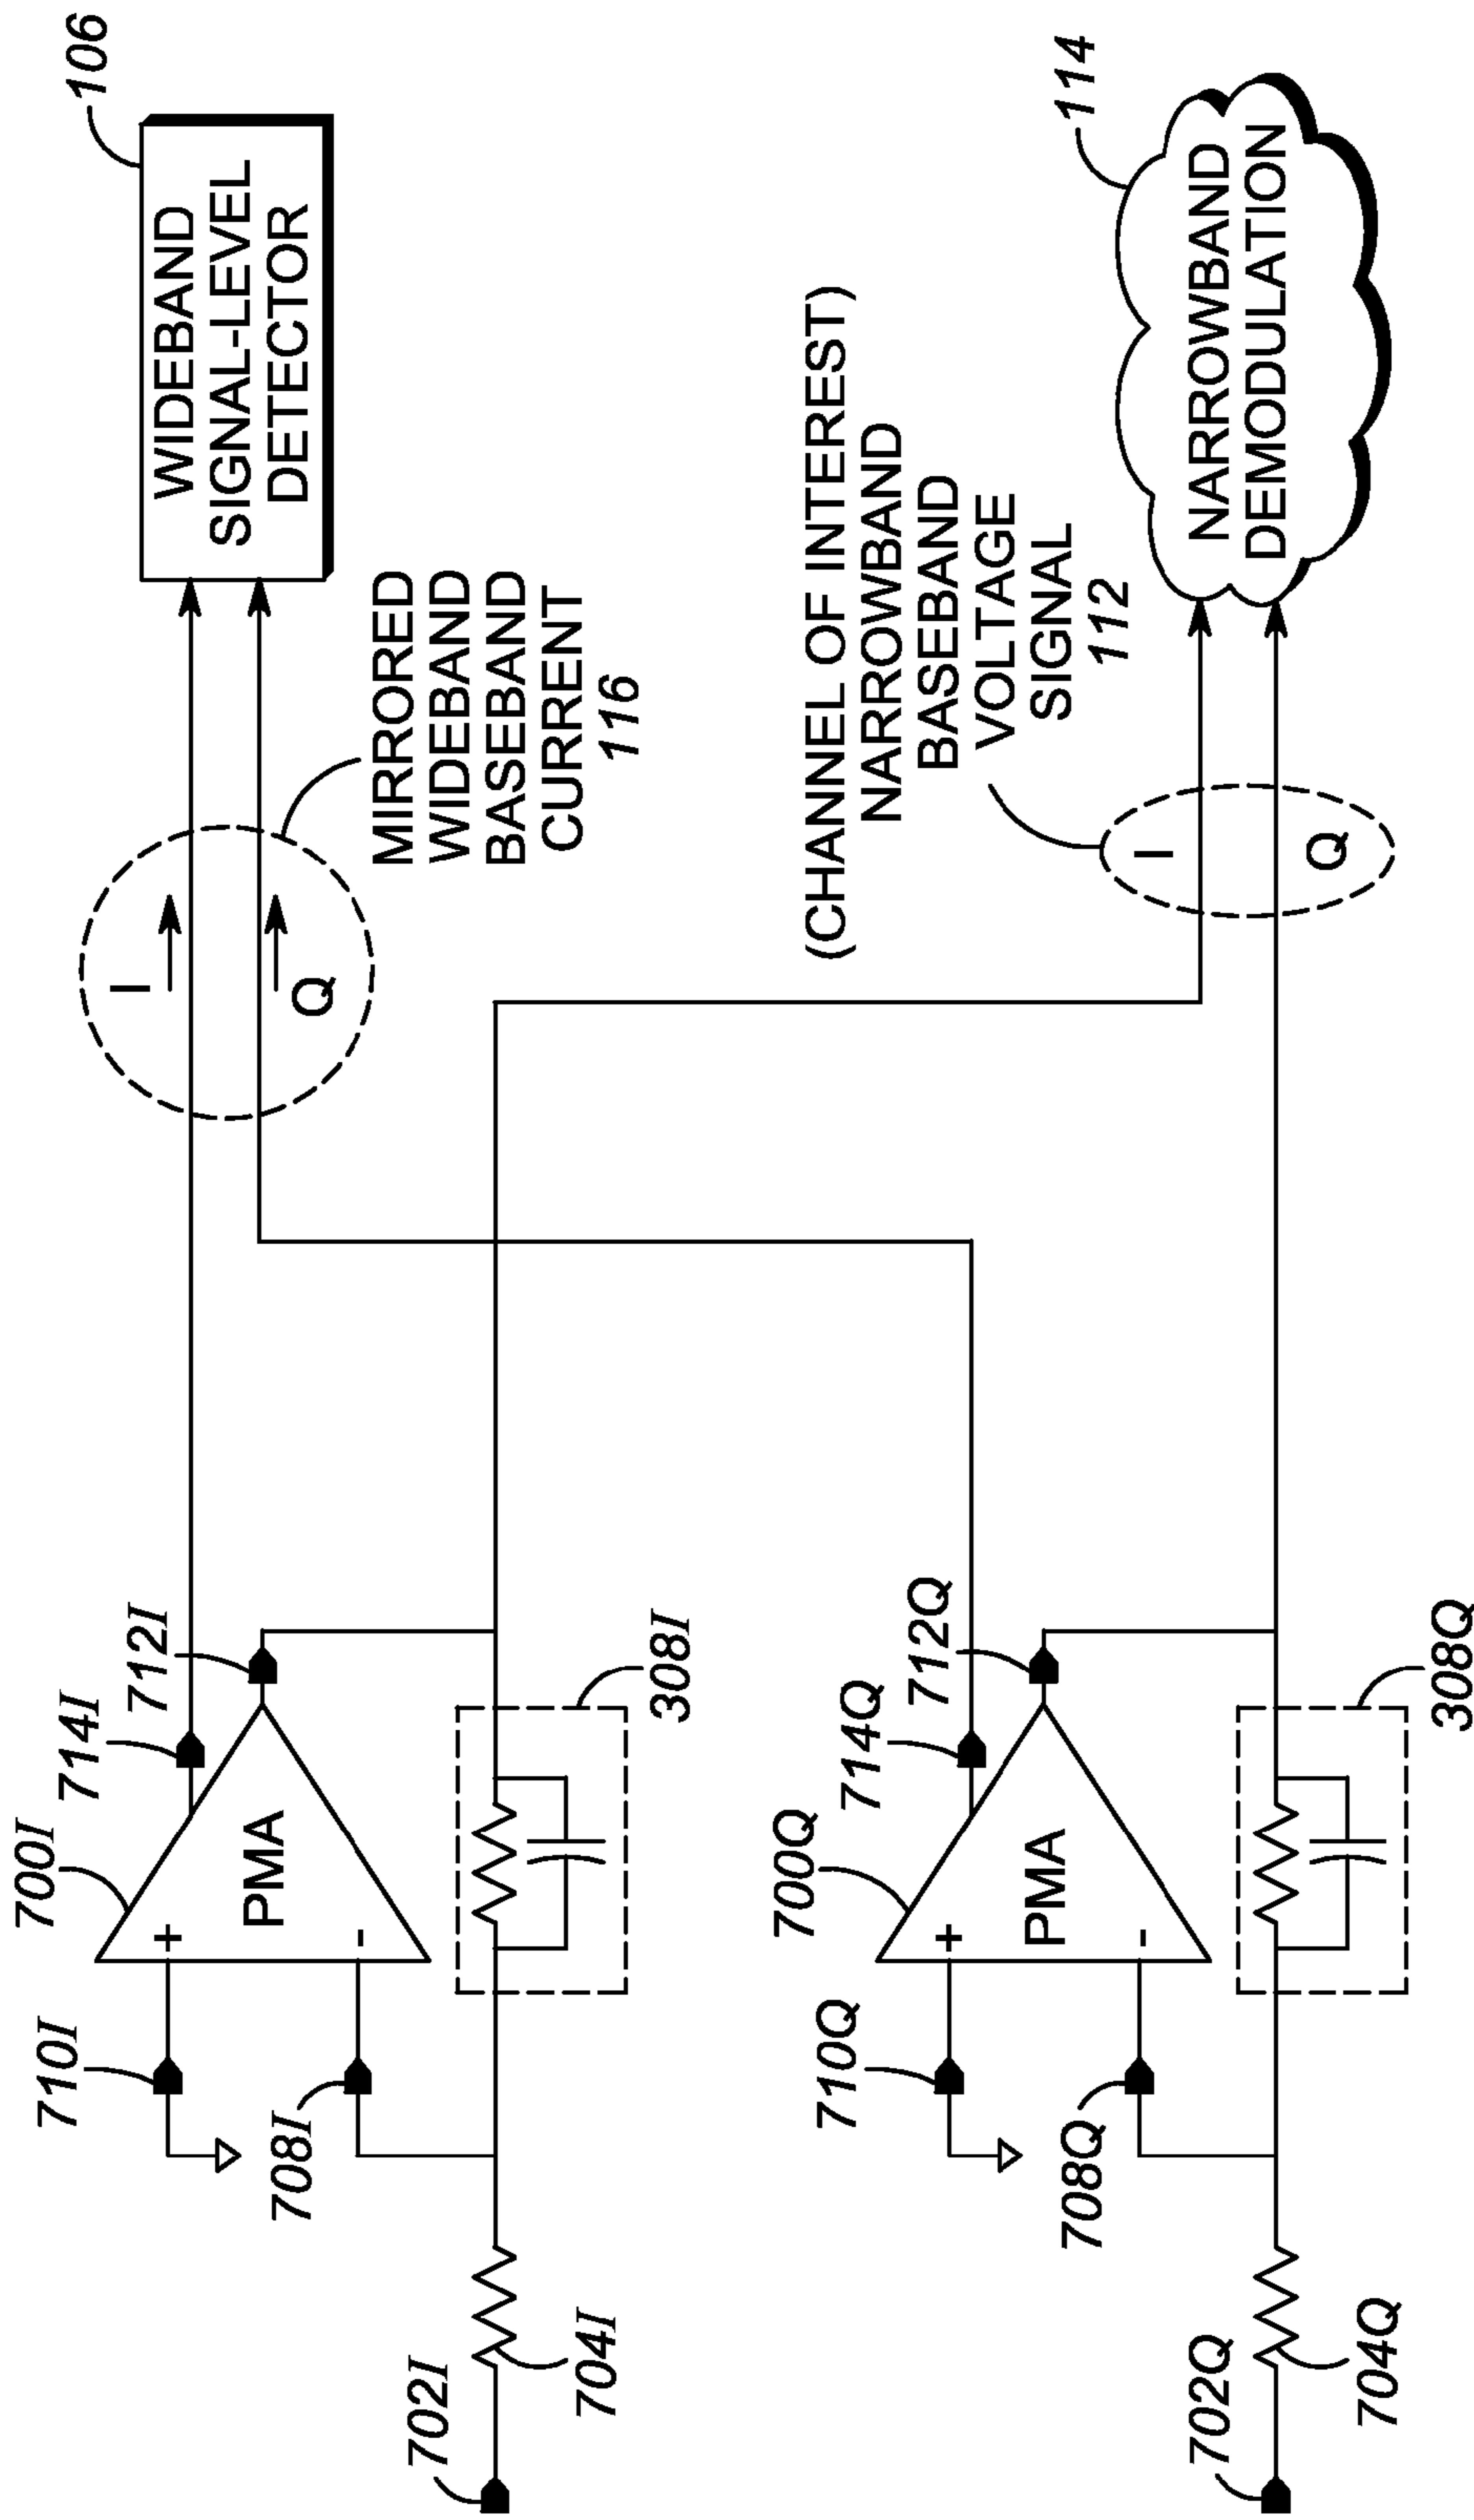 702I
704I
708I
710I
700I
+
-
PMA
714I
712I
308I
I
Q
MIRRORED
WIDEBAND
BASEBAND
CURRENT
116
WIDEBAND
SIGNAL-LEVEL
DETECTOR
106
702Q
704Q
708Q
710Q
700Q
+
-
PMA
714Q
712Q
308Q
(CHANNEL OF INTEREST)
NARROWBAND
BASEBAND
VOLTAGE
SIGNAL
112
I
Q
NARROWBAND
DEMODULATION
114